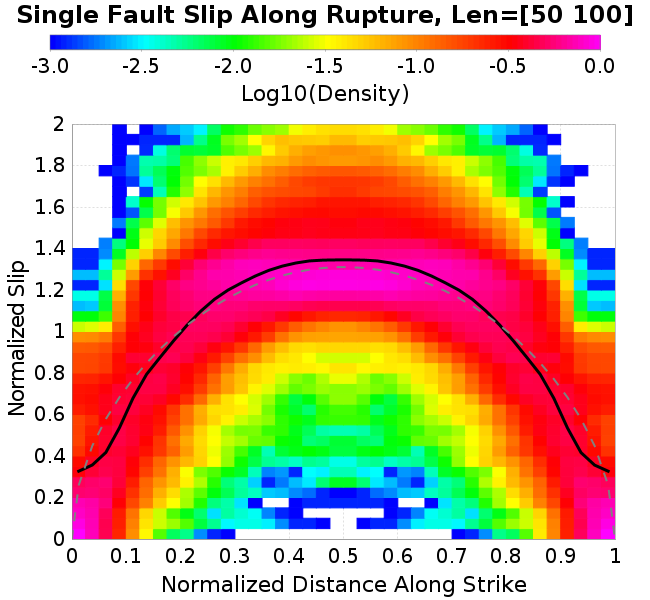 Single Fault Slip Along Rupture, Len=[50 100]
-3.0 -2.5 -2.0 -1.5 -1.0 -0.5 0.0
Log10(Density)
2
1.8
1.6
1.4
1.2
1
0.8
0.6
0.4
0.2
0
Normalized Slip
0 0.1 0.2 0.3 0.4 0.5 0.6 0.7 0.8 0.9 1
Normalized Distance Along Strike